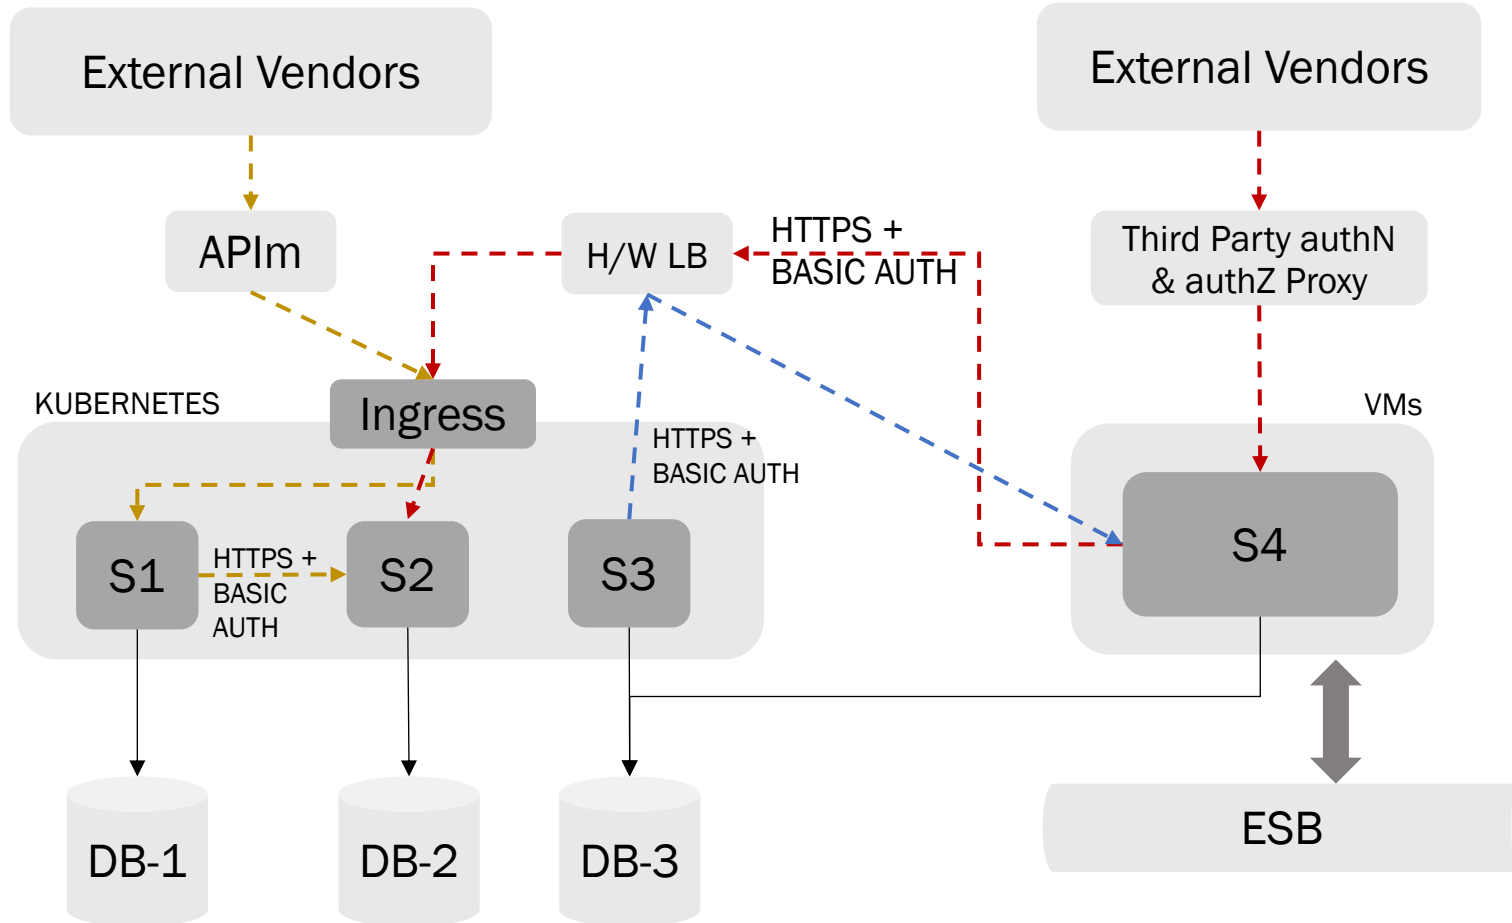 External Vendors
External Vendors
APIm
H/W LB
HTTPS +
BASIC AUTH
Third Party authN
& authZ Proxy
KUBERNETES
Ingress
VMs
HTTPS +
BASIC AUTH
S1
HTTPS +
BASIC
AUTH
S2
S3
S4
DB-1
DB-2
DB-3
ESB